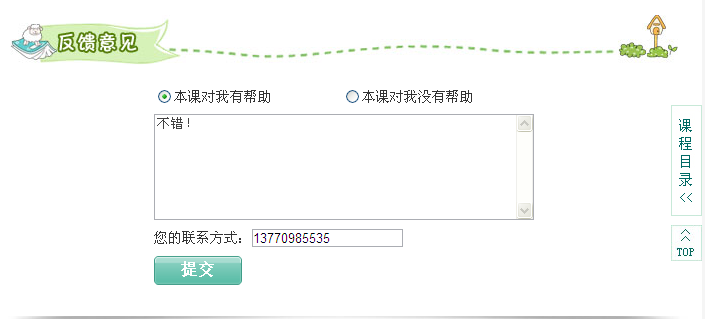 反馈意见
本课对我有帮助 本课对我没有帮助
不错！
您的联系方式： 13770985535
提交
课程目录
<<
TOP